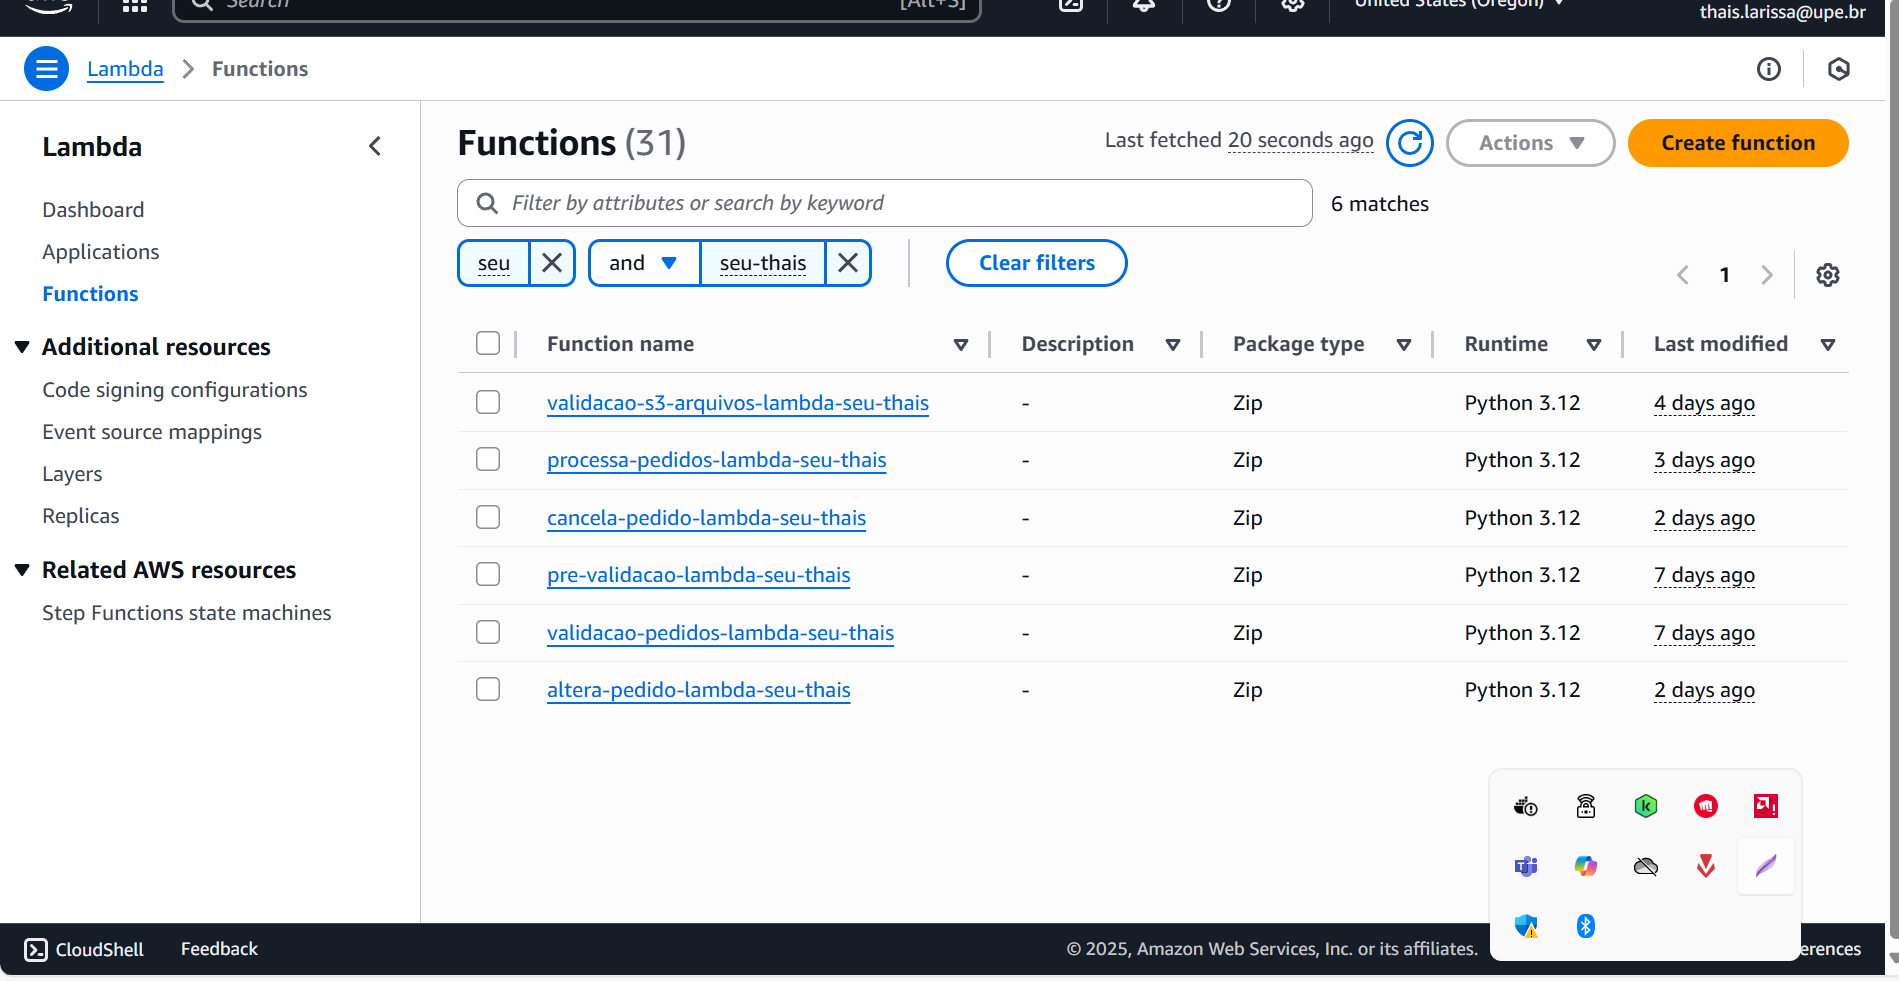 Search [Alt+S] United States (Oregon)
thais.larissa@upe.br
Lambda Functions
Lambda
Dashboard
Applications
Functions
Additional resources
Code signing configurations
Event source mappings
Layers
Replicas
Related AWS resources
Step Functions state machines
Functions (31)
Last fetched 20 seconds ago
Actions
Create function
Filter by attributes or search by keyword
6 matches
seu
and seu-thais
Clear filters
1
Function name Description Package type Runtime Last modified
validacao-s3-arquivos-lambda-seu-thais - Zip Python 3.12 4 days ago
processa-pedidos-lambda-seu-thais - Zip Python 3.12 3 days ago
cancela-pedido-lambda-seu-thais - Zip Python 3.12 2 days ago
pre-validacao-lambda-seu-thais - Zip Python 3.12 7 days ago
validacao-pedidos-lambda-seu-thais - Zip Python 3.12 7 days ago
altera-pedido-lambda-seu-thais - Zip Python 3.12 2 days ago
CloudShell Feedback © 2025, Amazon Web Services, Inc. or its affiliates. erences